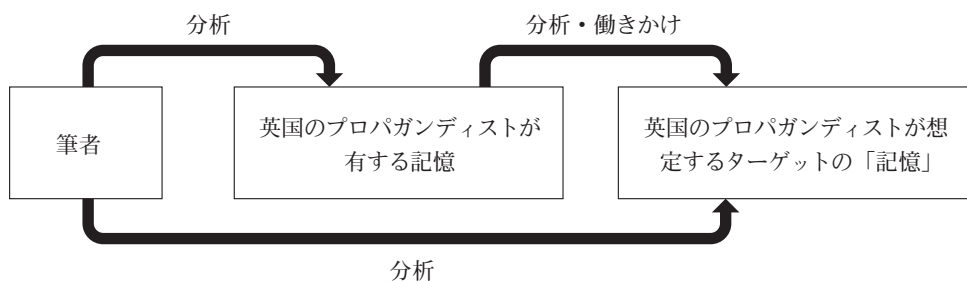 分析
分析・働きかけ
筆者
英国のプロパガンディストが
有する記憶
英国のプロパガンディストが想
定するターゲットの「記憶」
分析